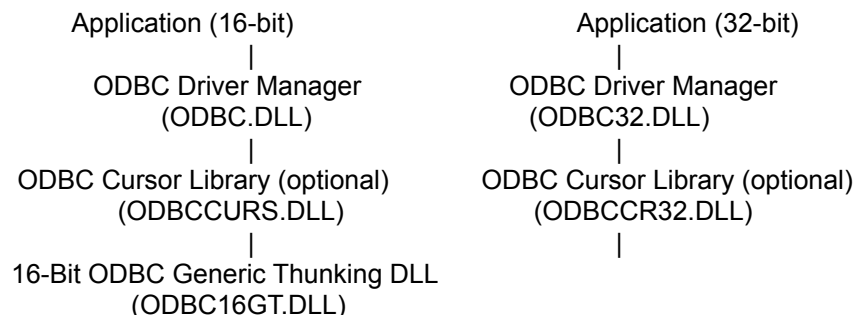 Application (16-bit) Application (32-bit)
| |
ODBC Driver Manager ODBC Driver Manager
(ODBC.DLL) (ODBC32.DLL)
| |
ODBC Cursor Library (optional) ODBC Cursor Library (optional)
(ODBCCURS.DLL) (ODBCCR32.DLL)
| |
16-Bit ODBC Generic Thunking DLL
(ODBC16GT.DLL)